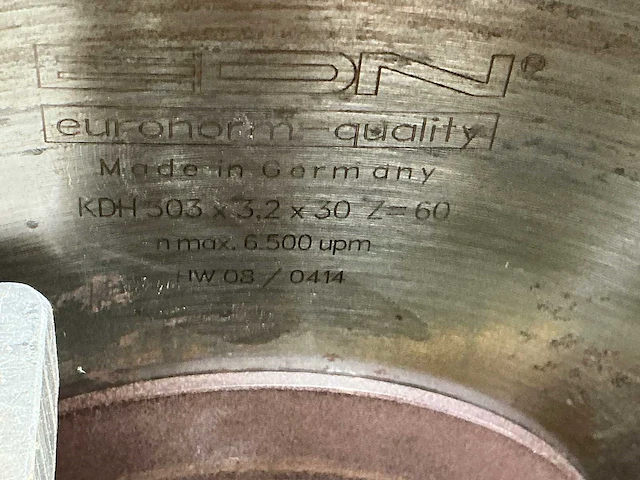 EDN®
euronorm-quality
Made in Germany
KDH 303 x 3,2 x 30 Z=60
n max. 6.500 upm
HW 08 / 0414